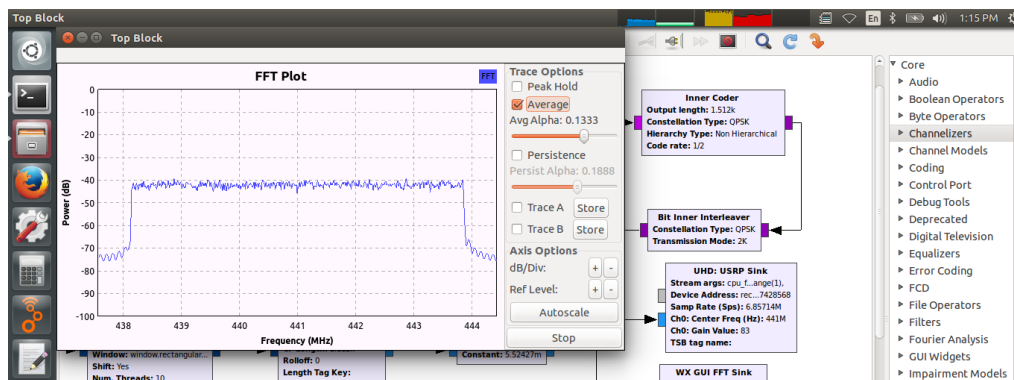 Top Block
En
1:15 PM
Top Block
FFT Plot
FFT
0
-10
-20
-30
-40
-50
-60
-70
-80
-90
-100
Power (dB)
438
439
440
441
442
443
444
Frequency (MHz)
Trace Options
Peak Hold
Average
Avg Alpha: 0.1333
Persistence
Persist Alpha: 0.1888
Trace A
Store
Trace B
Store
Axis Options
dB/Div:
+
-
Ref Level:
+
-
Autoscale
Stop
Window: window.rectangular...
Shift: Yes
Num. Threads: 10
Rolloff: 0
Length Tag Key:
Constant: 5.52427m
Inner Coder
Output length: 1.512k
Constellation Type: QPSK
Hierarchy Type: Non Hierarchical
Code rate: 1/2
Bit Inner Interleaver
Constellation Type: QPSK
Transmission Mode: 2K
UHD: USRP Sink
Stream args: cpu_f...ange(1),
Device Address: rec...7428568
Samp Rate (Sps): 6.85714M
Ch0: Center Freq (Hz): 441M
Ch0: Gain Value: 83
TSB tag name:
WX GUI FFT Sink
Core
Audio
Boolean Operators
Byte Operators
Channelizers
Channel Models
Coding
Control Port
Debug Tools
Deprecated
Digital Television
Equalizers
Error Coding
FCD
File Operators
Filters
Fourier Analysis
GUI Widgets
Impairment Models